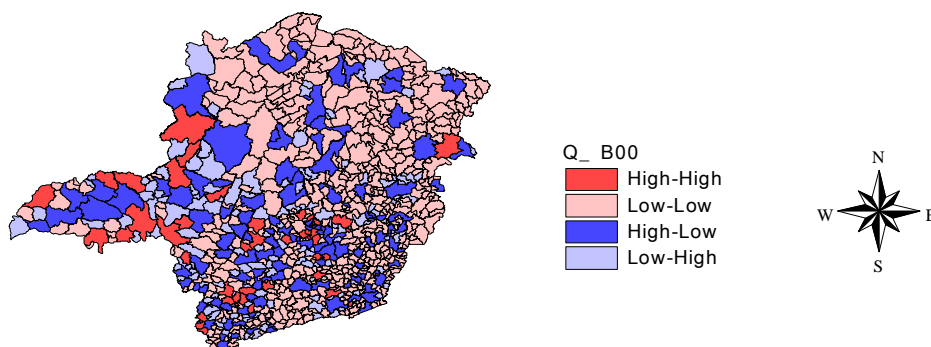 Q_ B00
High-High
Low-Low
High-Low
Low-High
N
W E
S